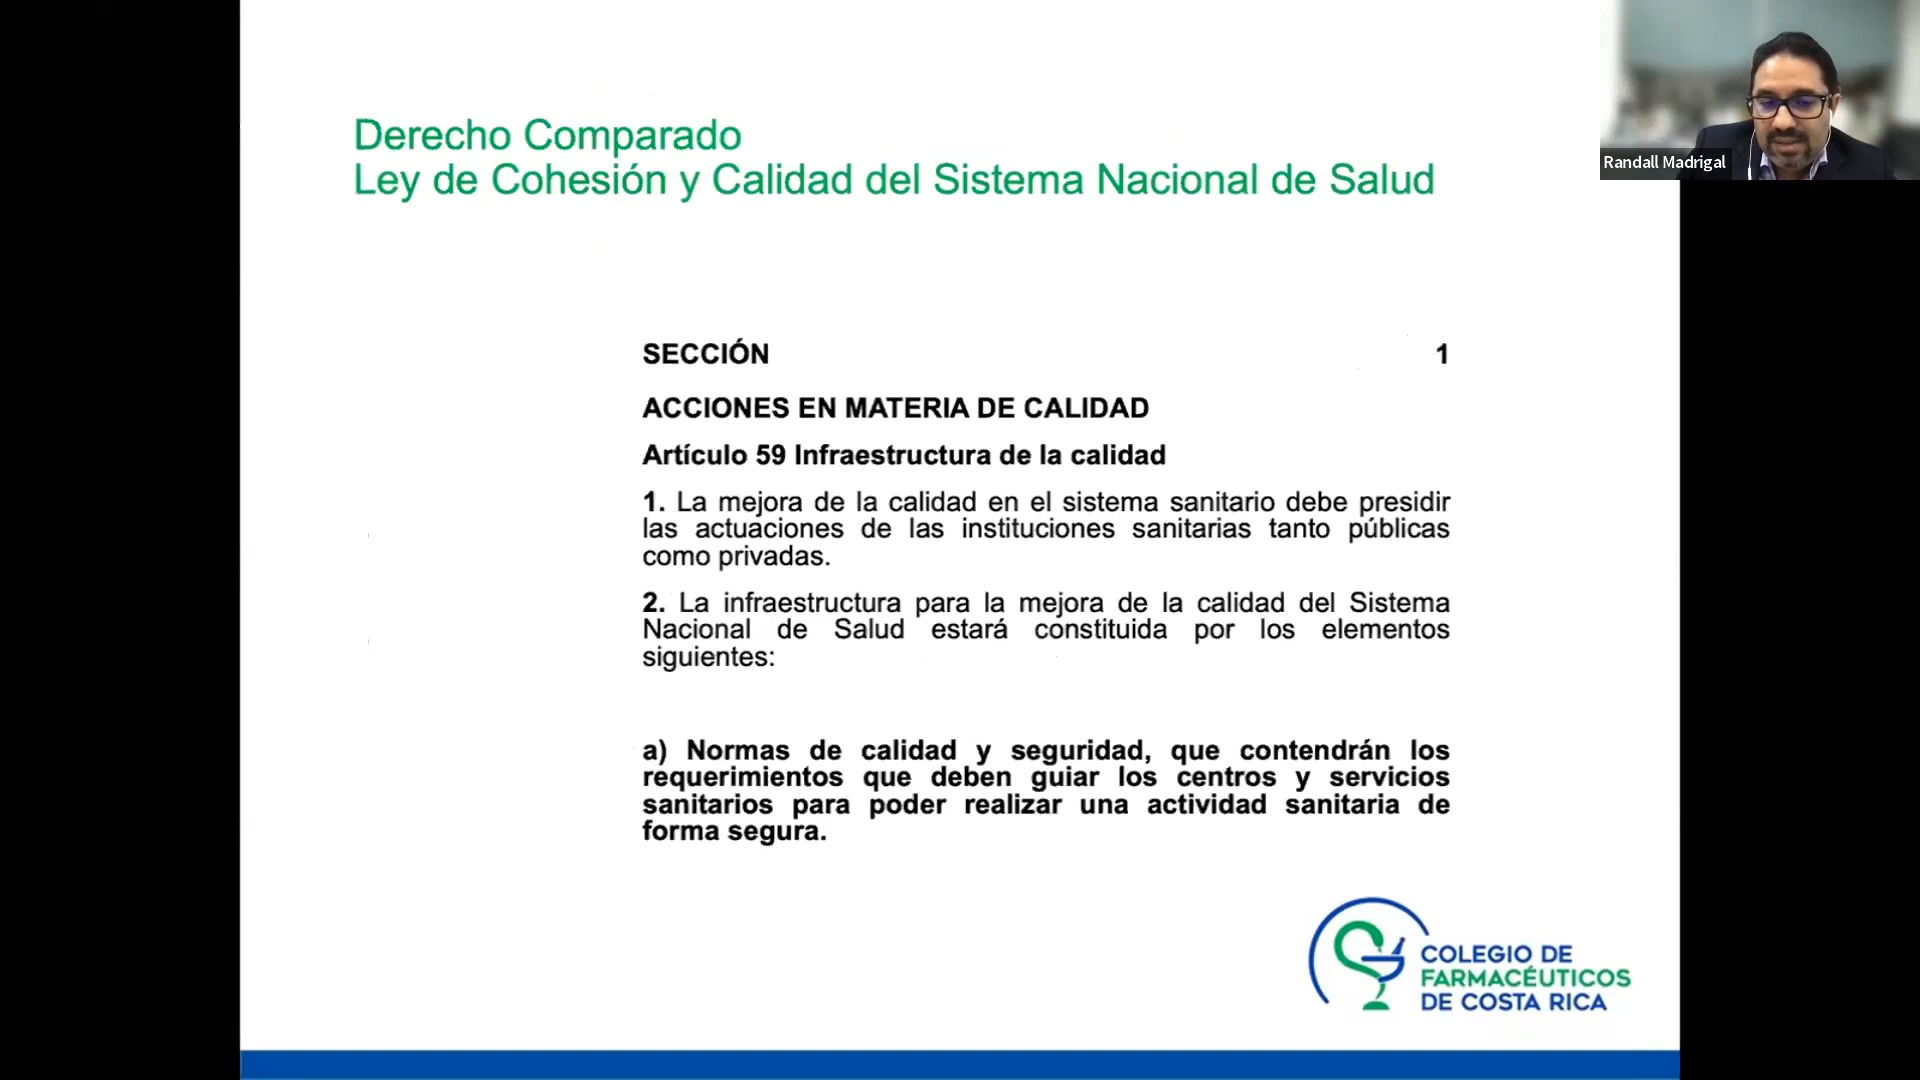 Derecho Comparado
Ley de Cohesión y Calidad del Sistema Nacional de Salud
Randall Madrigal
SECCIÓN 1
ACCIONES EN MATERIA DE CALIDAD
Artículo 59 Infraestructura de la calidad
1. La mejora de la calidad en el sistema sanitario debe presidir
las actuaciones de las instituciones sanitarias tanto públicas
como privadas.
2. La infraestructura para la mejora de la calidad del Sistema
Nacional de Salud estará constituida por los elementos
siguientes:
a) Normas de calidad y seguridad, que contendrán los
requerimientos que deben guiar los centros y servicios
sanitarios para poder realizar una actividad sanitaria de
forma segura.
COLEGIO DE
FARMACÉUTICOS
DE COSTA RICA